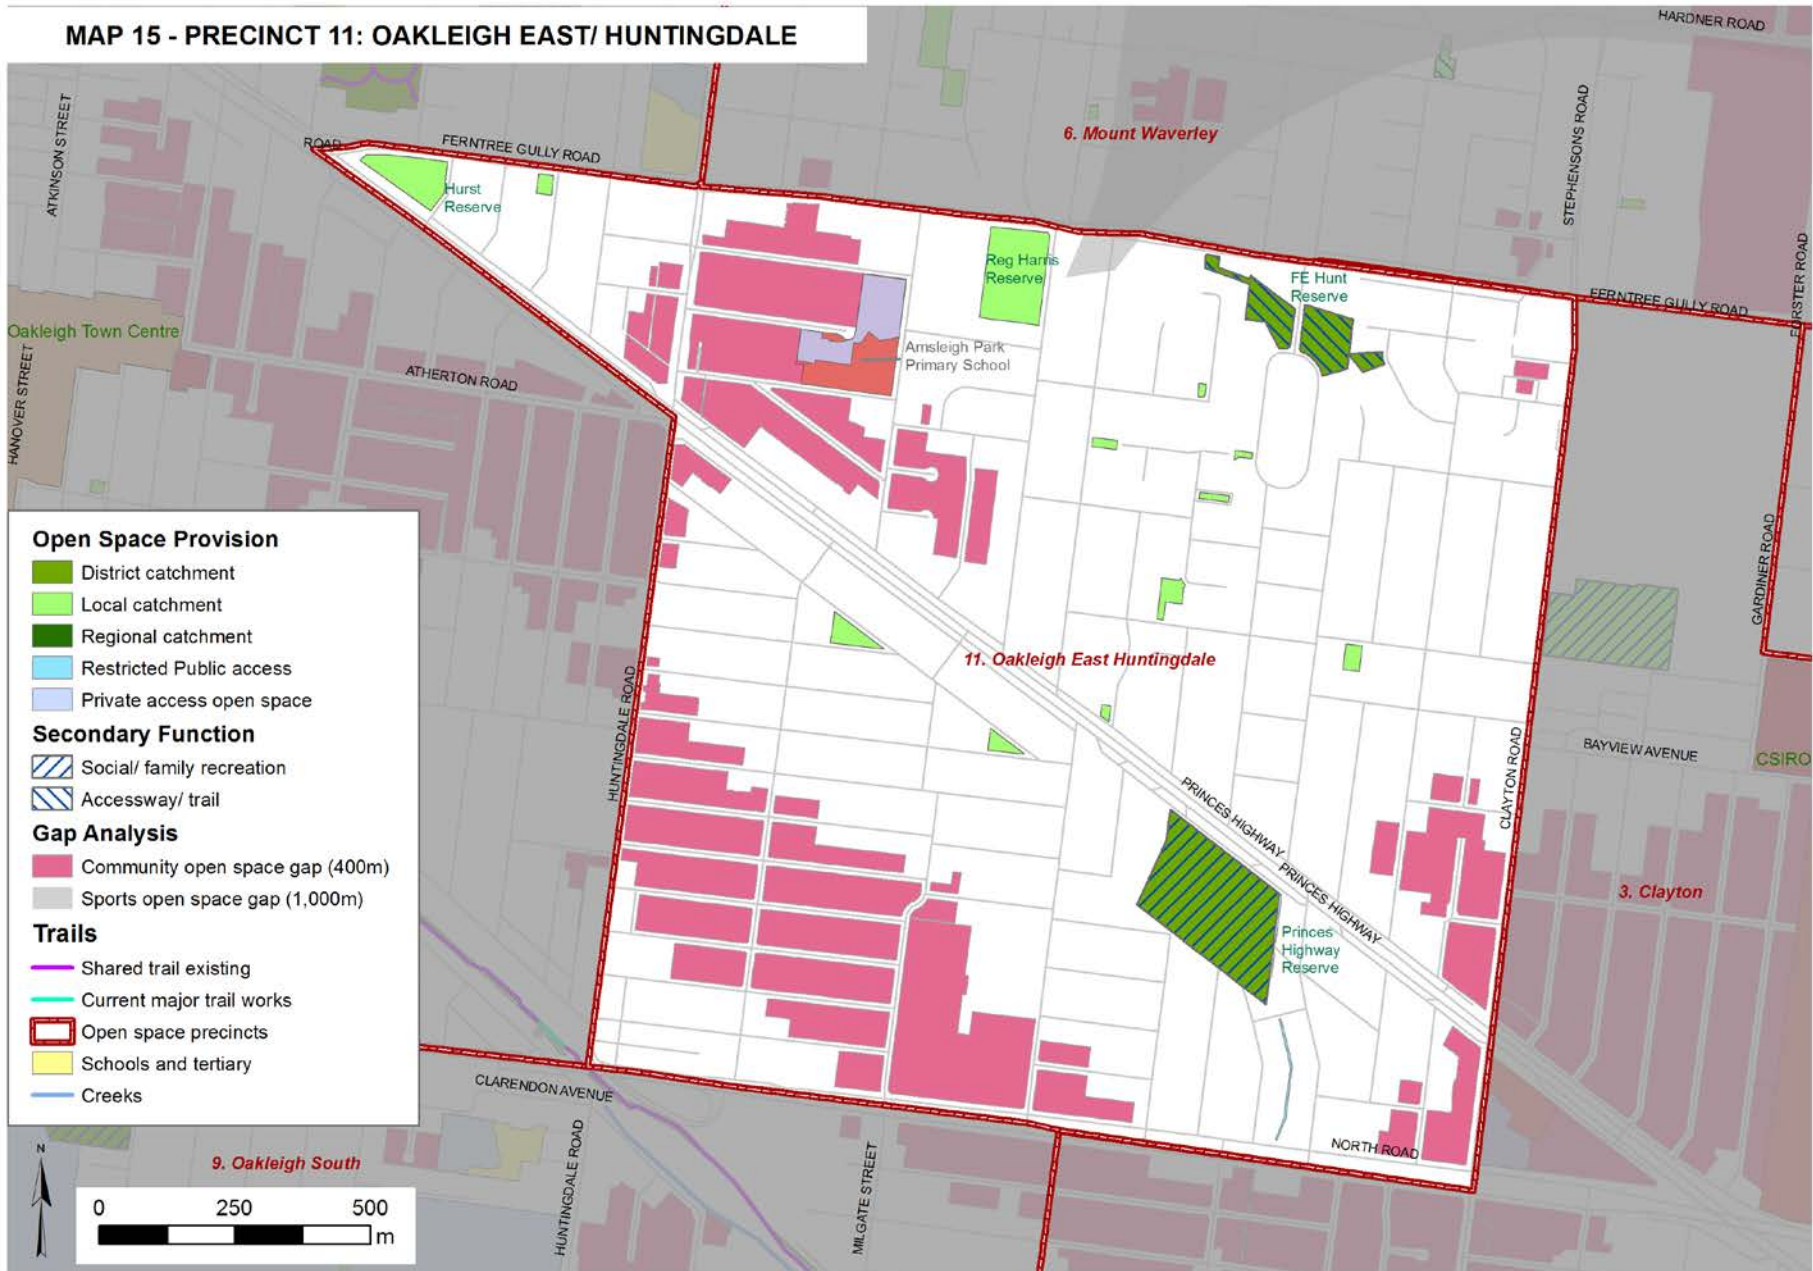 MAP 15 - PRECINCT 11: OAKLEIGH EAST/ HUNTINGDALE
HARDNER ROAD
ATKINSON STREET
ROAD
FERNTREE GULLY ROAD
6. Mount Waverley
STEPHENSONS ROAD
Hurst
Reserve
Reg Harris
Reserve
FE Hunt
Reserve
FERNTREE GULLY ROAD
FORSTER ROAD
Oakleigh Town Centre
HANOVER STREET
ATHERTON ROAD
Amsleigh Park
Primary School
GARDINER ROAD
11. Oakleigh East Huntingdale
HUNTINGDALE ROAD
BAYVIEW AVENUE
CSIRO
CLAYTON ROAD
PRINCES HIGHWAY
PRINCES HIGHWAY
3. Clayton
Princes
Highway
Reserve
NORTH ROAD
CLARENDON AVENUE
HUNTINGDALE ROAD
MILGATE STREET
9. Oakleigh South
Open Space Provision
District catchment
Local catchment
Regional catchment
Restricted Public access
Private access open space
Secondary Function
Social/ family recreation
Accessway/ trail
Gap Analysis
Community open space gap (400m)
Sports open space gap (1,000m)
Trails
Shared trail existing
Current major trail works
Open space precincts
Schools and tertiary
Creeks
N
0 250 500
m